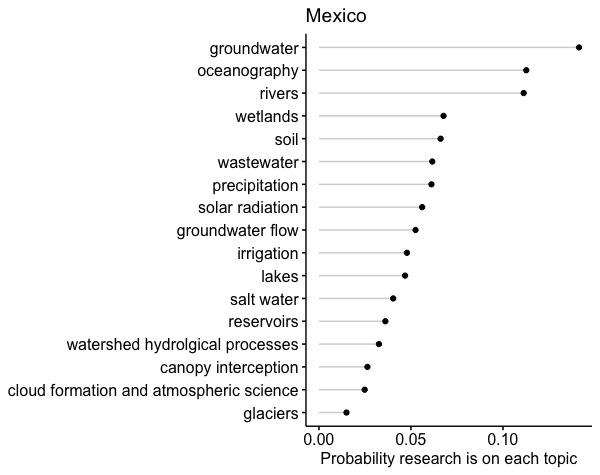 Mexico
groundwater
oceanography
rivers
wetlands
soil
wastewater
precipitation
solar radiation
groundwater flow
irrigation
lakes
salt water
reservoirs
watershed hydrolgical processes
canopy interception
cloud formation and atmospheric science
glaciers
0.00 0.05 0.10
Probability research is on each topic